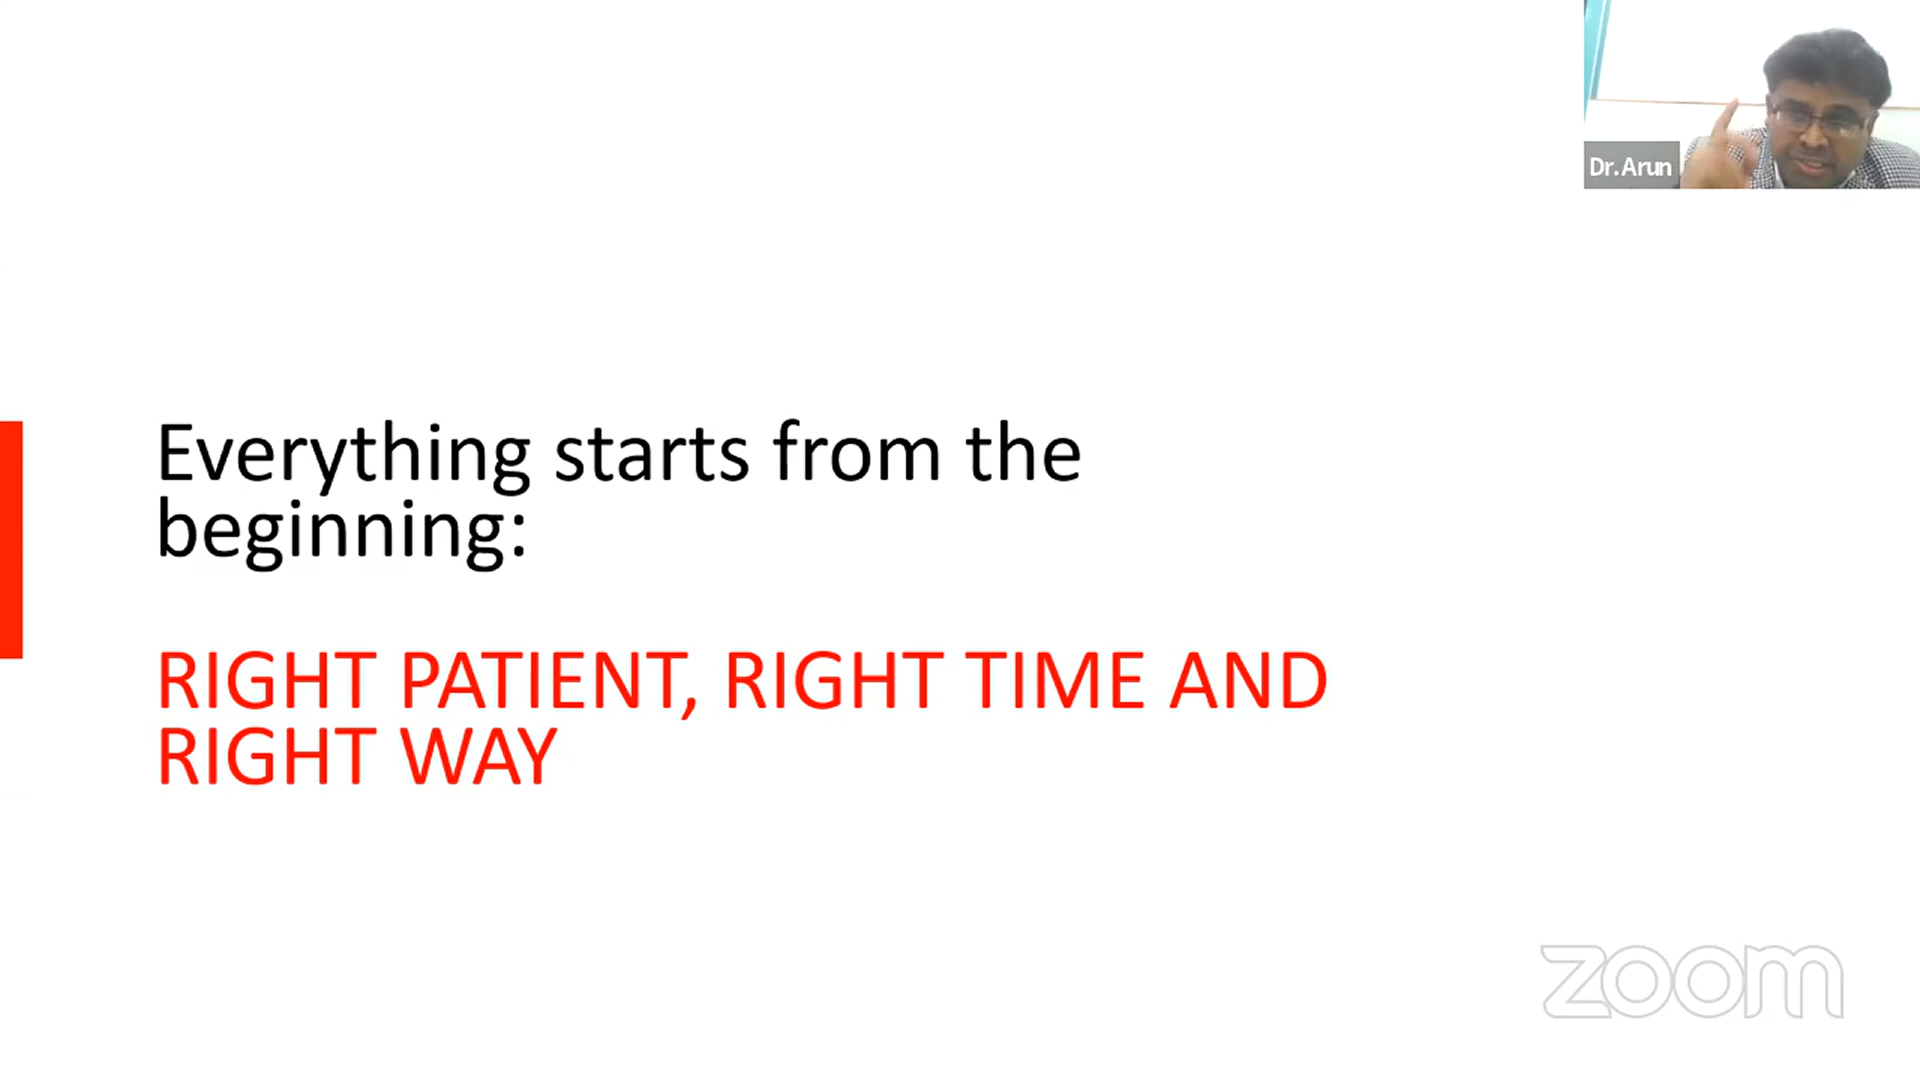 Dr. Arun
Everything starts from the
beginning:
RIGHT PATIENT, RIGHT TIME AND
RIGHT WAY
zoom